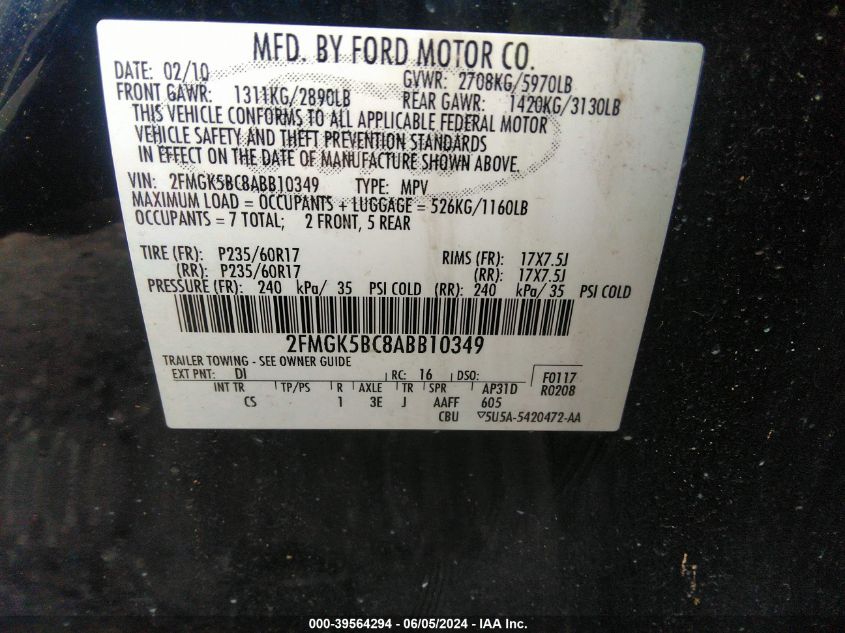 MFD. BY FORD MOTOR CO.
DATE: 02/10 GVWR: 2708KG/5970LB
FRONT GAWR: 1311KG/2890LB REAR GAWR: 1420KG/3130LB
THIS VEHICLE CONFORMS TO ALL APPLICABLE FEDERAL MOTOR
VEHICLE SAFETY AND THEFT PREVENTION STANDARDS
IN EFFECT ON THE DATE OF MANUFACTURE SHOWN ABOVE.
VIN: 2FMGK5BC8ABB10349 TYPE: MPV
MAXIMUM LOAD = OCCUPANTS + LUGGAGE = 526KG/1160LB
OCCUPANTS = 7 TOTAL; 2 FRONT, 5 REAR
TIRE (FR): P235/60R17 RIMS (FR): 17X7.5J
(RR): P235/60R17 (RR): 17X7.5J
PRESSURE (FR): 240 kPa/ 35 PSI COLD (RR): 240 kPa/ 35 PSI COLD
2FMGK5BC8ABB10349
TRAILER TOWING - SEE OWNER GUIDE
EXT PNT: DI RC: 16 DSO: F0117
INT TR TP/PS R AXLE TR SPR AP31D R0208
CS 1 3E J AAFF 605
CBU ▽5U5A-5420472-AA
000-39564294 - 06/05/2024 - IAA Inc.